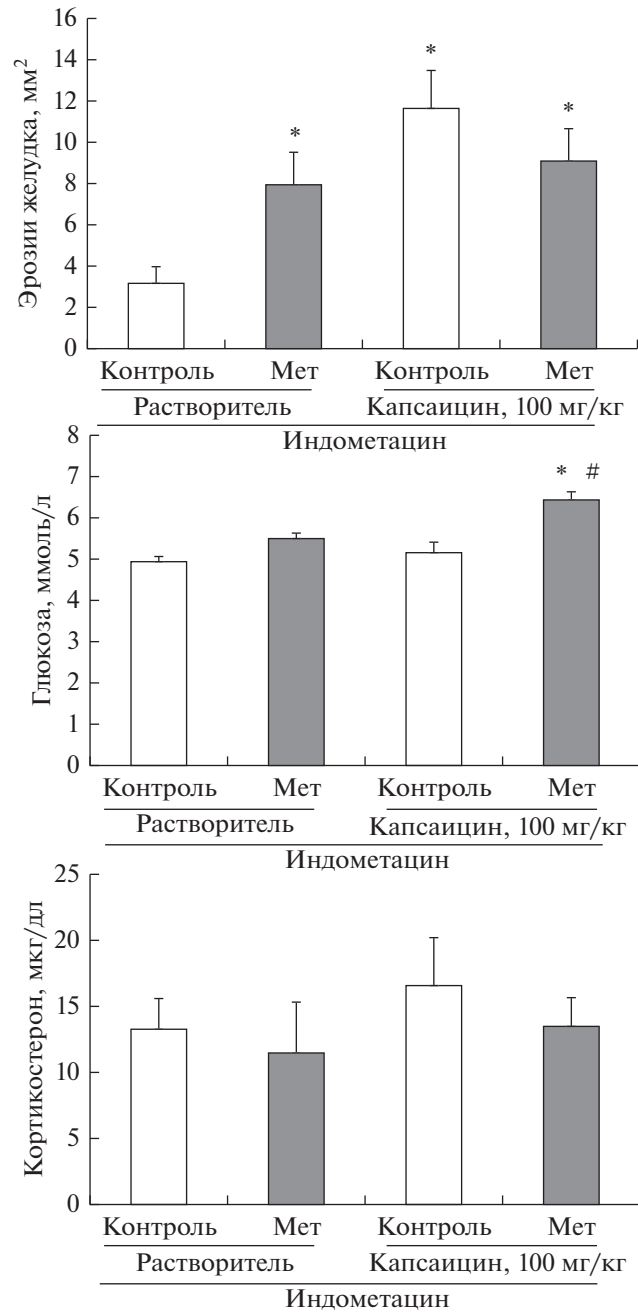 Эрозии желудка, мм²
16
14
12
10
8
6
4
2
0
*
*
*
Контроль Мет Контроль Мет
Растворитель Капсаицин, 100 мг/кг
Индометацин
Глюкоза, ммоль/л
8
7
6
5
4
3
2
1
0
* #
Контроль Мет Контроль Мет
Растворитель Капсаицин, 100 мг/кг
Индометацин
Кортикостерон, мкг/дл
25
20
15
10
5
0
Контроль Мет Контроль Мет
Растворитель Капсаицин, 100 мг/кг
Индометацин